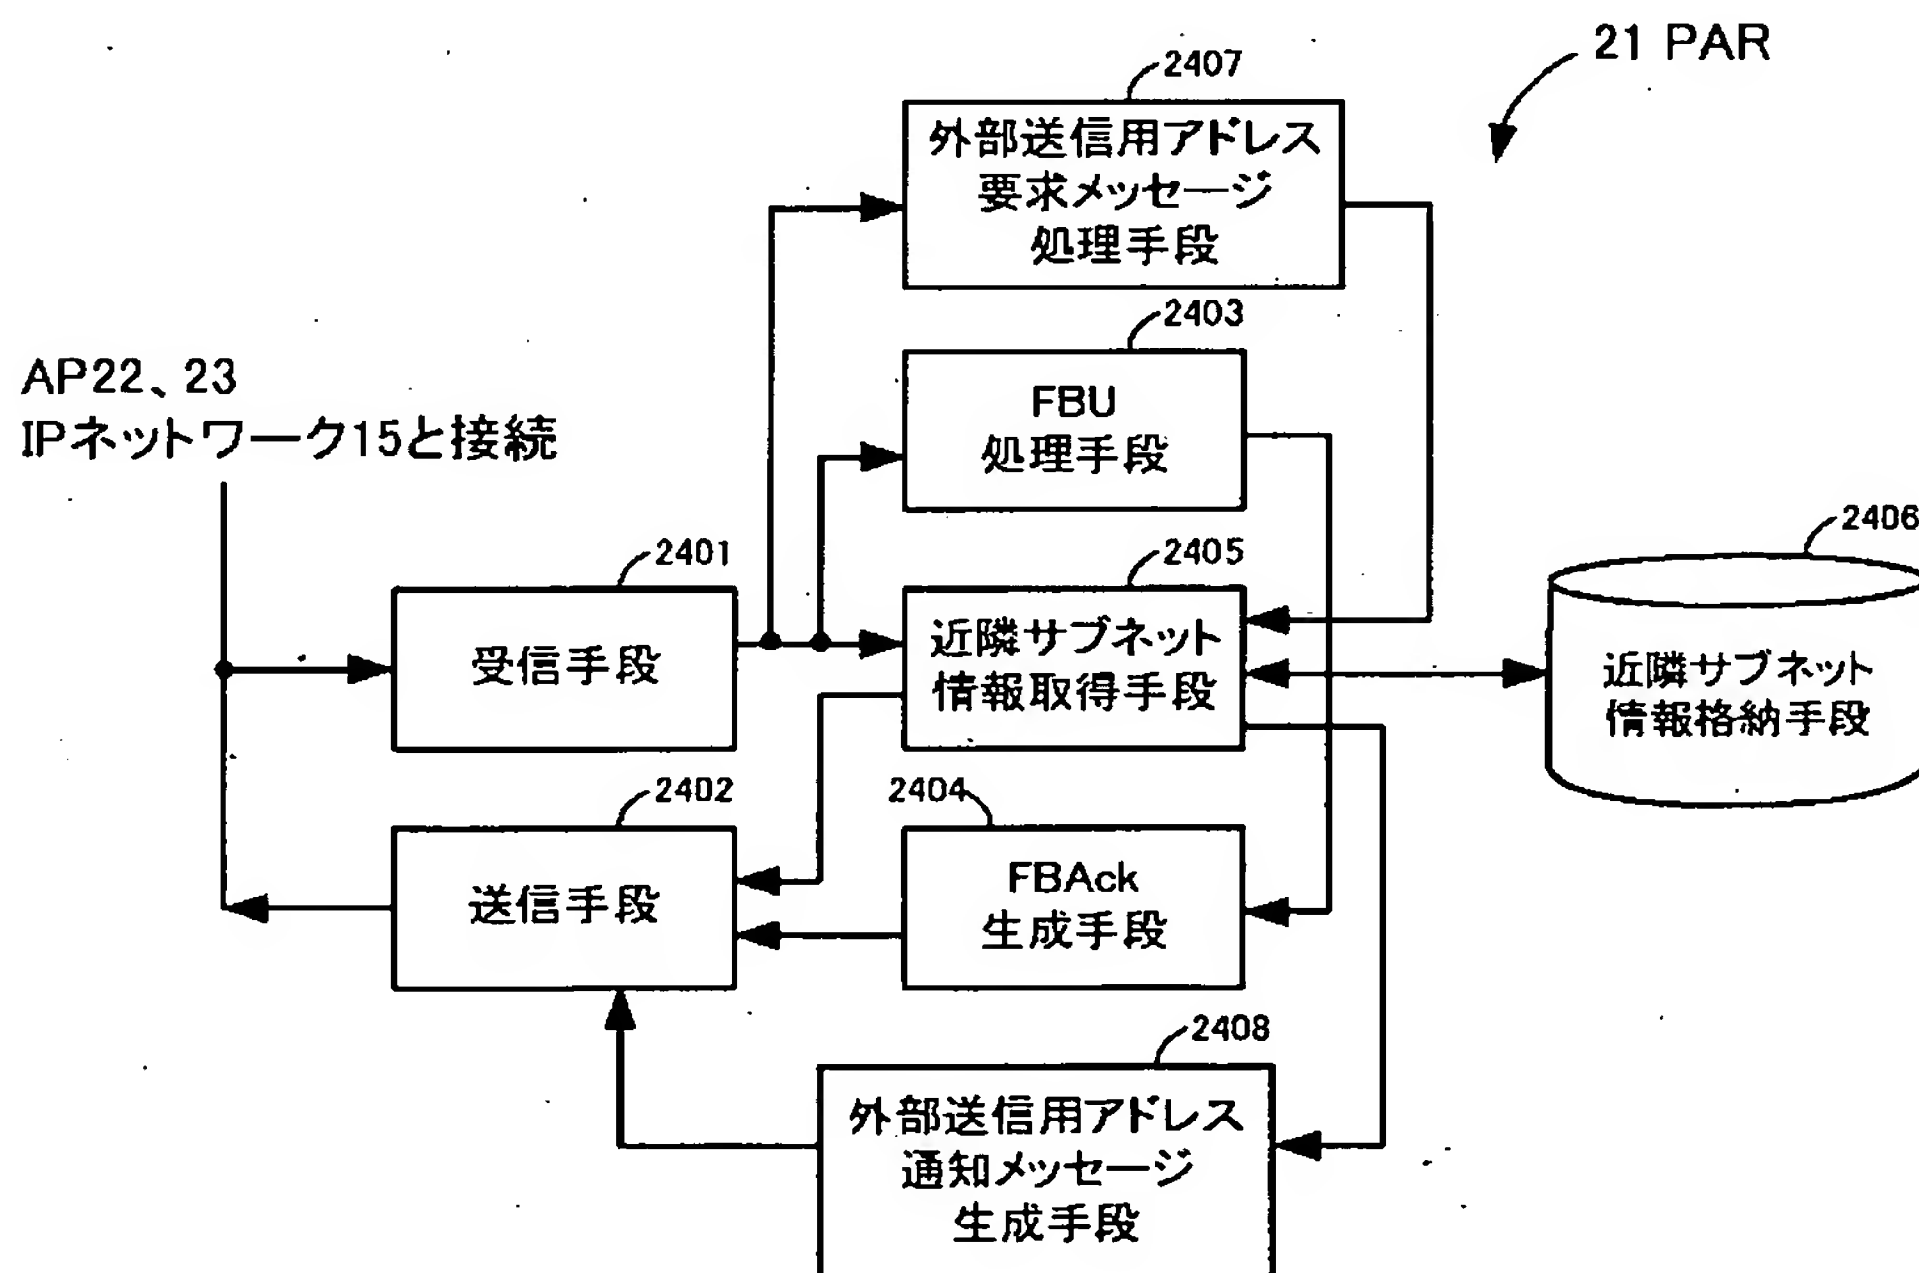 21 PAR
2407
外部送信用アドレス
要求メッセージ
処理手段
2403
FBU
処理手段
AP22、23
IPネットワーク15と接続
2401
受信手段
2405
近隣サブネット
情報取得手段
2406
近隣サブネット
情報格納手段
2402
送信手段
2404
FBAck
生成手段
2408
外部送信用アドレス
通知メッセージ
生成手段